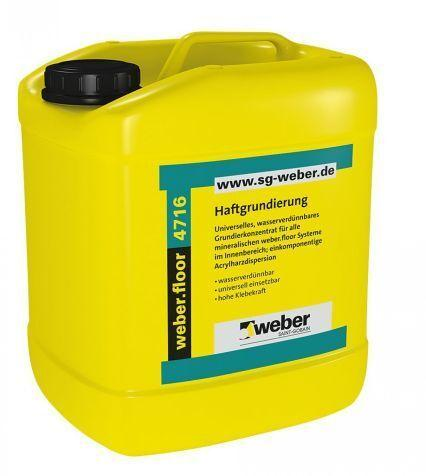 www.sg-weber.de
weber.floor 4716
Haftgrundierung
Universelles, wasserverdünnbares
Grundierkonzentrat für alle
mineralischen weber.floor Systeme
im Innenbereich; einkomponentige
Acrylharzdispersion
• wasserverdünnbar
• universell einsetzbar
• hohe Klebekraft
weber
SAINT-GOBAIN